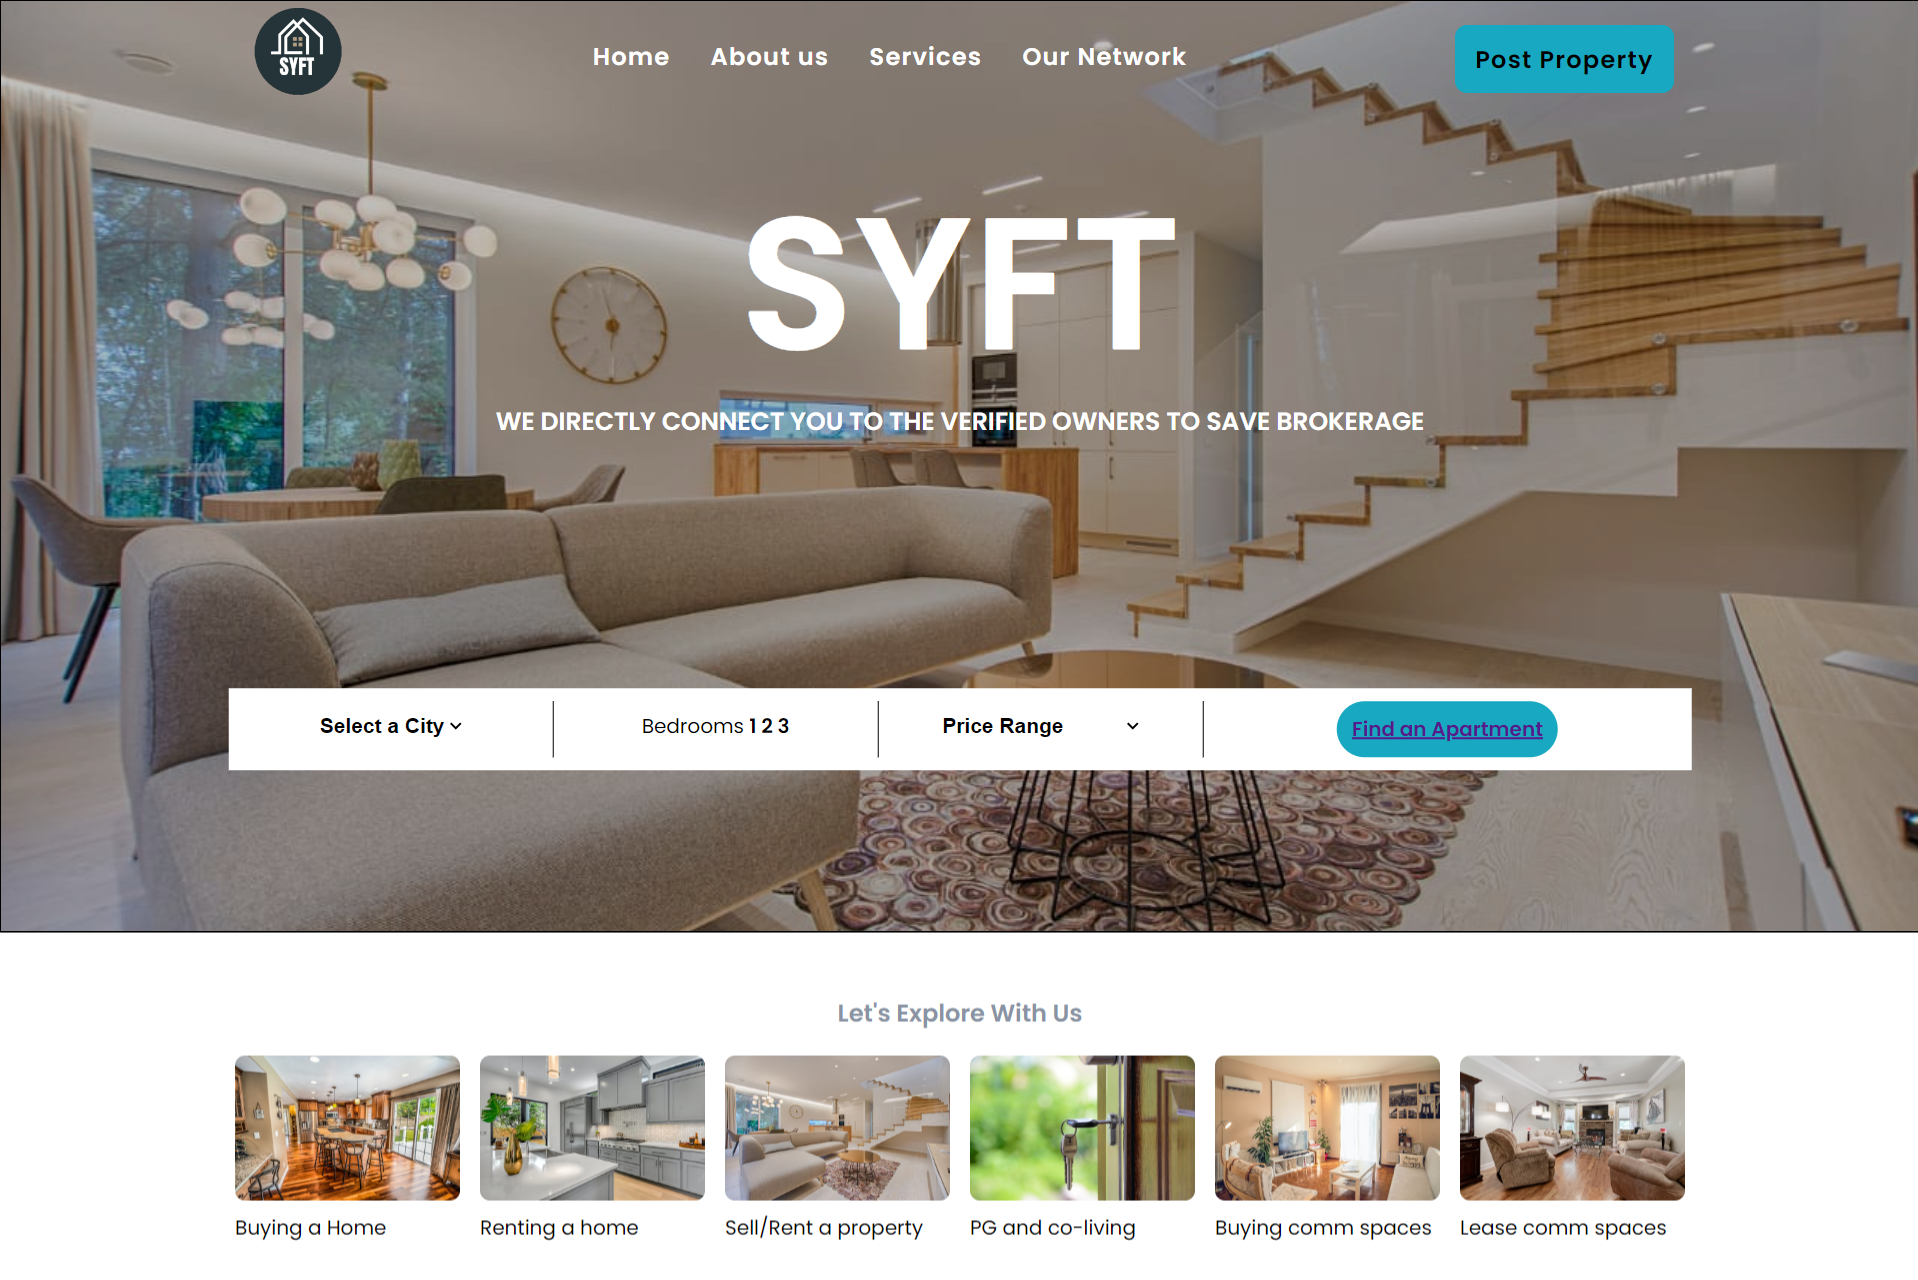 SYFT
Home About us Services Our Network
Post Property
SYFT
WE DIRECTLY CONNECT YOU TO THE VERIFIED OWNERS TO SAVE BROKERAGE
Select a City
Bedrooms 1 2 3
Price Range
Find an Apartment
Let's Explore With Us
Buying a Home
Renting a home
Sell/Rent a property
PG and co-living
Buying comm spaces
Lease comm spaces